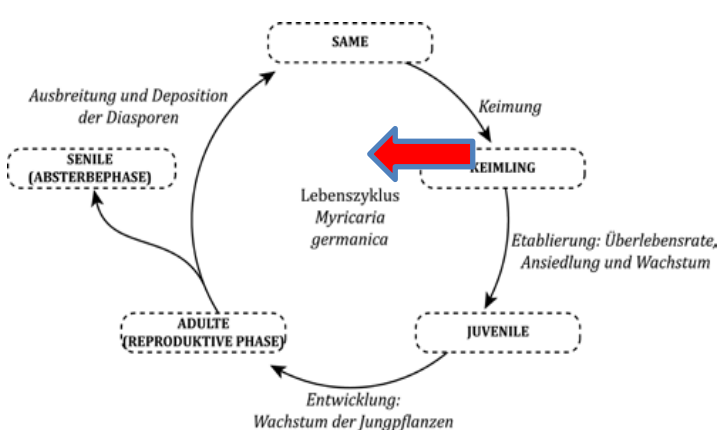 SAME
Keimung
KEIMLING
Etablierung: Überlebensrate,
Ansiedlung und Wachstum
JUVENILE
Entwicklung:
Wachstum der Jungpflanzen
ADULTE
(REPRODUKTIVE PHASE)
SENILE
(ABSTERBEPHASE)
Ausbreitung und Deposition
der Diasporen
Lebenszyklus
Myricaria
germanica